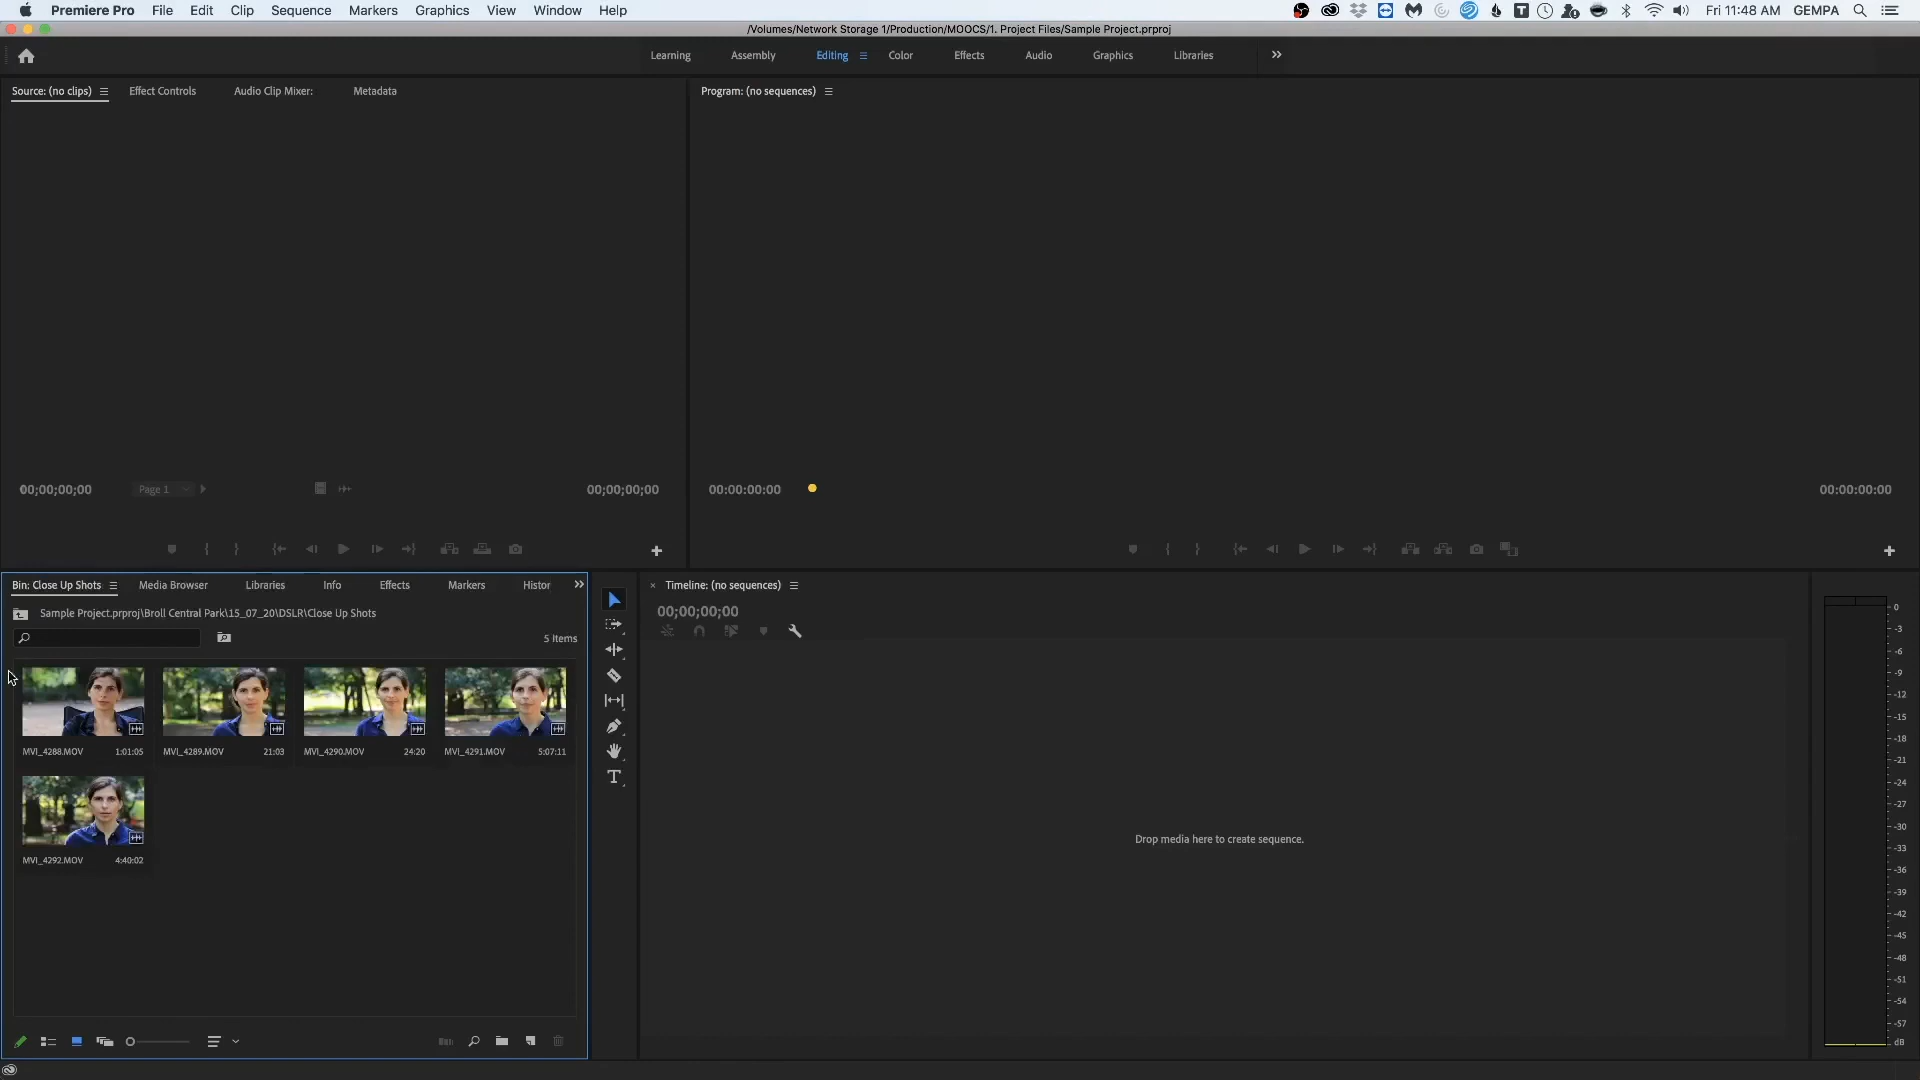 Premiere Pro File Edit Clip Sequence Markers Graphics View Window Help Fri 11:48 AM GEMPA
/Volumes/Network Storage 1/Production/MOOCS/1. Project Files/Sample Project.prproj
Learning Assembly Editing Color Effects Audio Graphics Libraries
Source: (no clips) Effect Controls Audio Clip Mixer: Metadata
Program: (no sequences)
00;00;00;00 Page 1 00;00;00;00
00:00:00:00 00:00:00:00
Bin: Close Up Shots Media Browser Libraries Info Effects Markers Histor
Sample Project.prproj\Broll Central Park\15_07_20\DSLR\Close Up Shots
5 Items
MVI_4288.MOV 1:01:05 MVI_4289.MOV 21:03 MVI_4290.MOV 24:20 MVI_4291.MOV 5:07:11
MVI_4292.MOV 4:40:02
× Timeline: (no sequences)
00;00;00;00
Drop media here to create sequence.
0
-3
-6
-9
-12
-15
-18
-21
-24
-27
-30
-33
-36
-39
-42
-45
-48
-51
-54
-57
dB